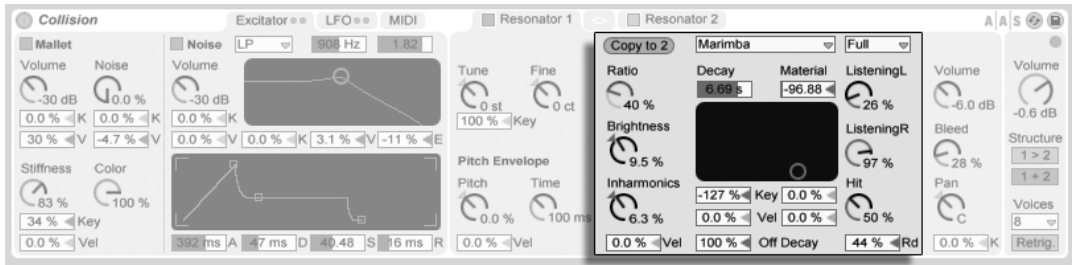 Collision
Excitator LFO MIDI
Resonator 1
Resonator 2
A A S
Mallet
Volume Noise
-30 dB 0.0 %
0.0 % K 0.0 % K
30 % V -4.7 % V
Stiffness Color
83 % 100 %
34 % Key
0.0 % Vel
Noise LP 908 Hz 1.82
Volume
-30 dB
0.0 % K
0.0 % V 0.0 % K 3.1 % V -11 % E
392 ms A 47 ms D 40.48 S 16 ms R
Tune Fine
0 st 0 ct
100 % Key
Pitch Envelope
Pitch Time
0.0 % 100 ms
0.0 % Vel
Copy to 2 Marimba Full
Ratio Decay Material ListeningL
40 % 6.69 s -96.88 26 %
Brightness ListeningR
9.5 % 97 %
Inharmonics Hit
6.3 % 50 %
-127 % Key 0.0 %
0.0 % Vel 0.0 %
0.0 % Vel 100 % Off Decay 44 % Rd
Volume
-6.0 dB
Bleed
28 %
Pan
C
0.0 % K
Volume
-0.6 dB
Structure
1 > 2
1 + 2
Voices
8
Retrig.